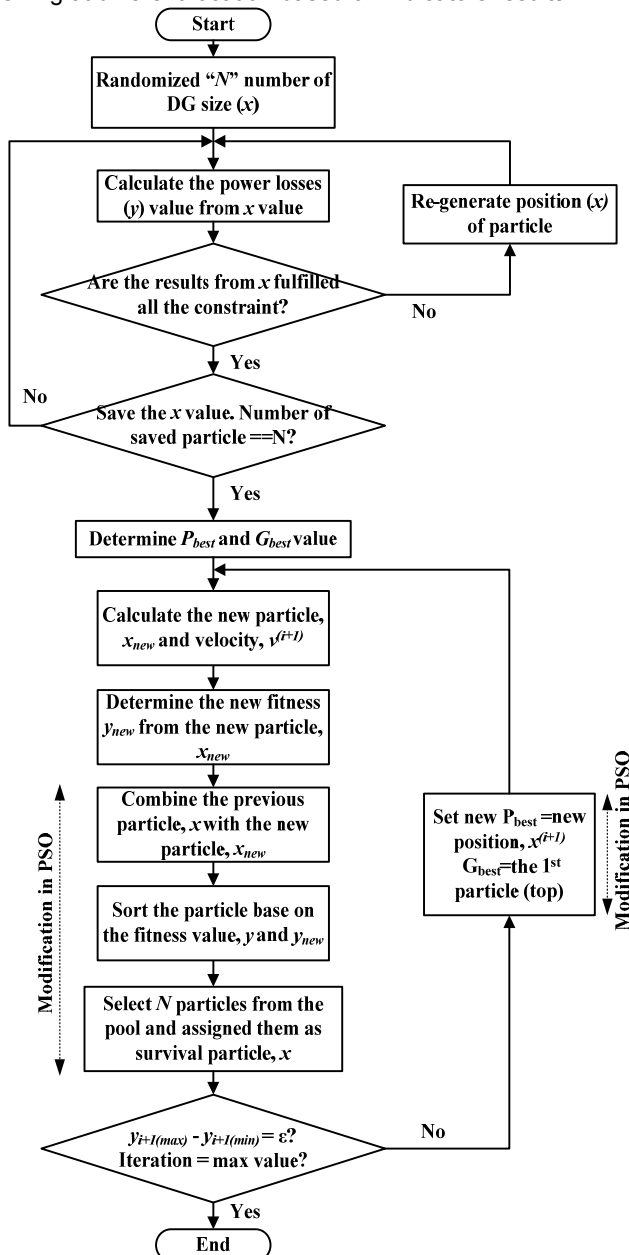 Start
Randomized “N” number of
DG size (x)
Calculate the power losses
(y) value from x value
Re-generate position (x)
of particle
Are the results from x fulfilled
all the constraint?
No
Yes
No
Save the x value. Number of
saved particle ==N?
Yes
Determine Pbest and Gbest value
Calculate the new particle,
xnew and velocity, v(i+1)
Determine the new fitness
ynew from the new particle,
xnew
Modification in PSO
Combine the previous
particle, x with the new
particle, xnew
Sort the particle base on
the fitness value, y and ynew
Select N particles from the
pool and assigned them as
survival particle, x
Set new Pbest =new
position, x(i+1)
Gbest=the 1st
particle (top)
Modification in PSO
yi+1(max) - yi+1(min) = ε?
Iteration = max value?
No
Yes
End